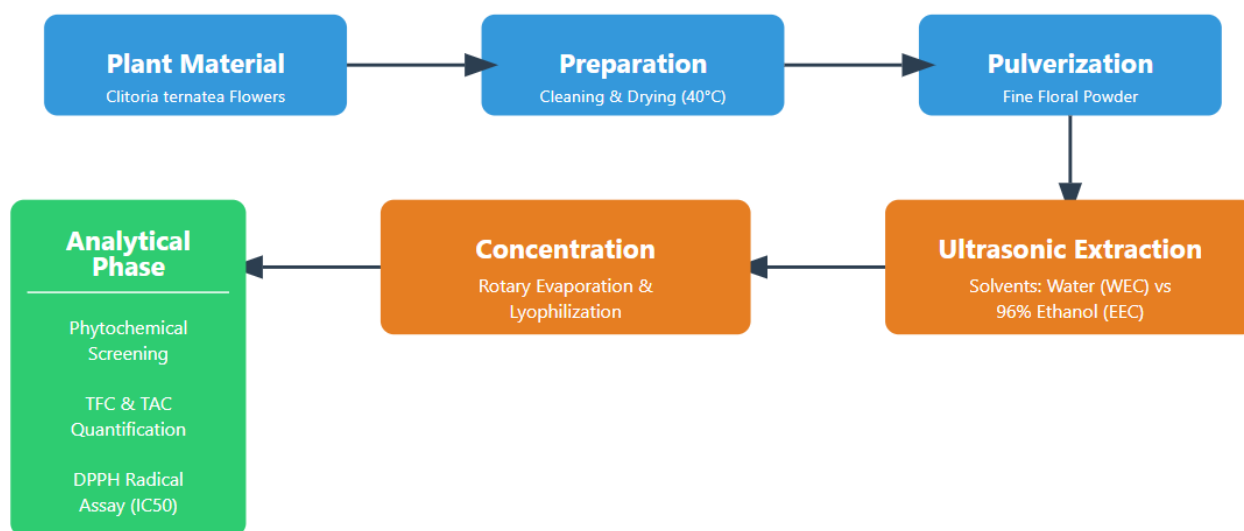 Plant Material
Clitoria ternatea Flowers
Preparation
Cleaning & Drying (40°C)
Pulverization
Fine Floral Powder
Ultrasonic Extraction
Solvents: Water (WEC) vs
96% Ethanol (EEC)
Concentration
Rotary Evaporation &
Lyophilization
Analytical
Phase
Phytochemical
Screening
TFC & TAC
Quantification
DPPH Radical
Assay (IC50)